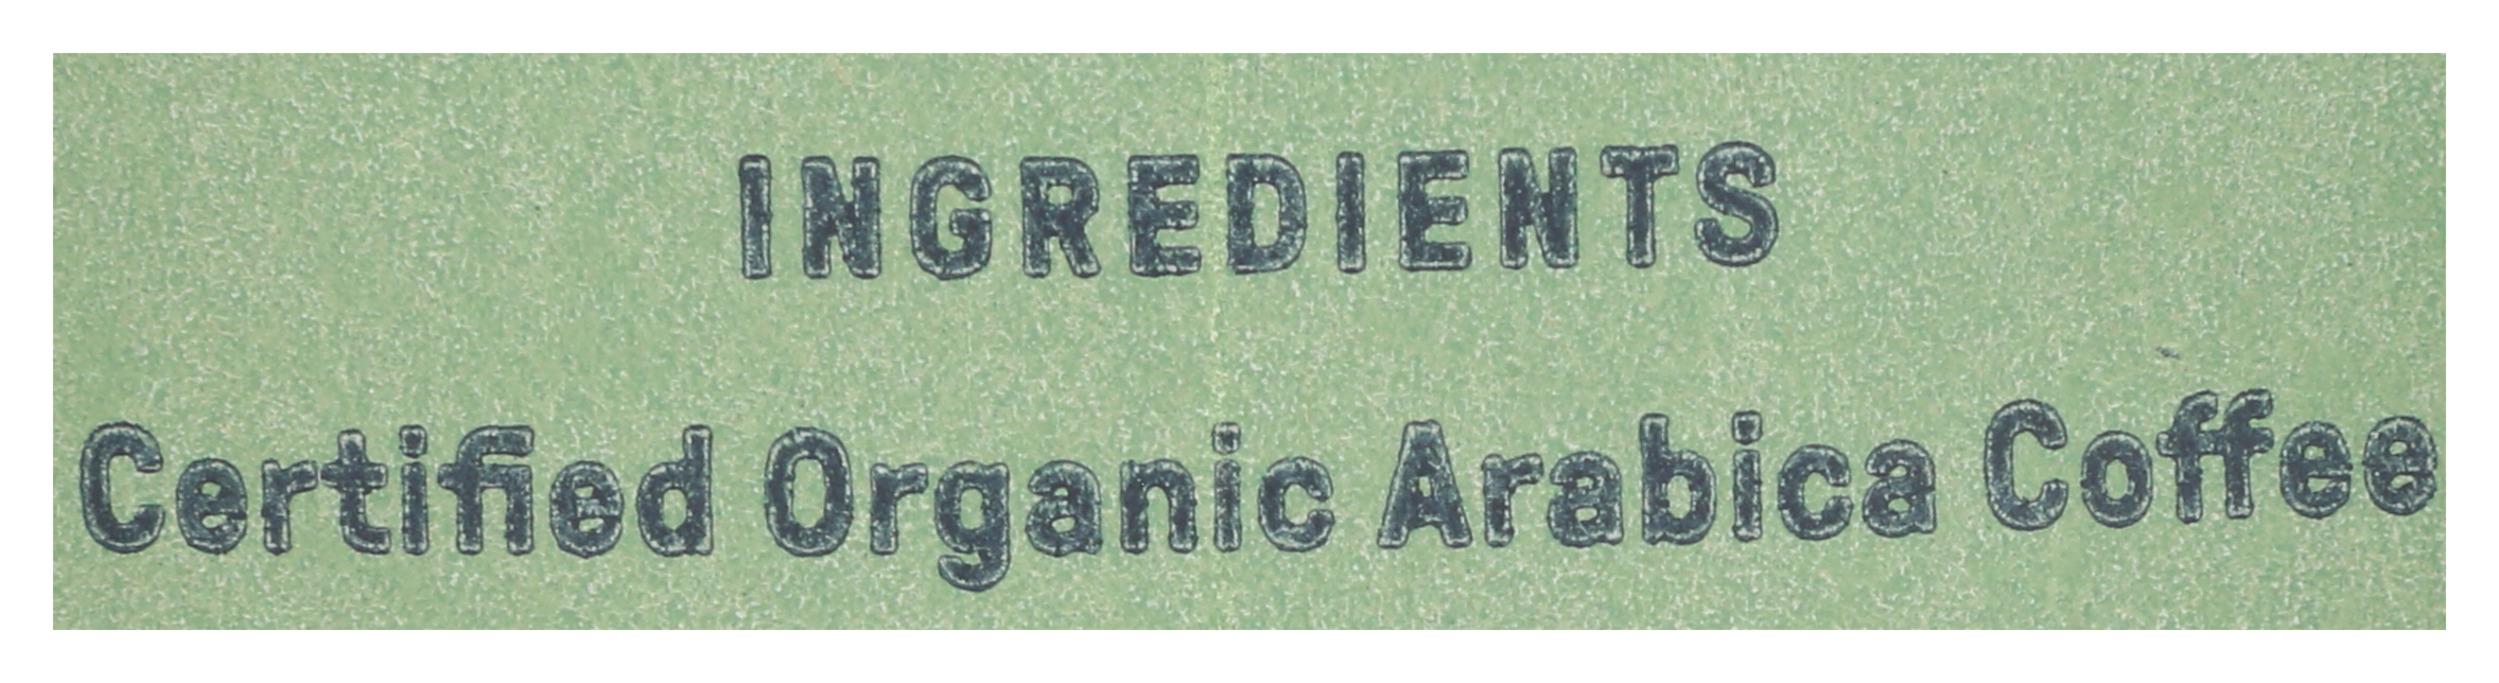 INGREDIENTS
Certified Organic Arabica Coffee